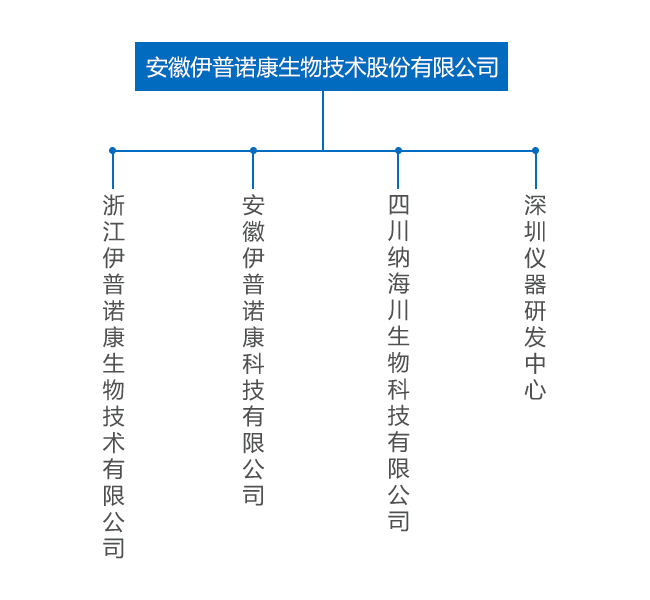 安徽伊普诺康生物技术股份有限公司
浙江伊普诺康生物技术有限公司
安徽伊普诺康科技有限公司
四川纳海川生物科技有限公司
深圳仪器研发中心